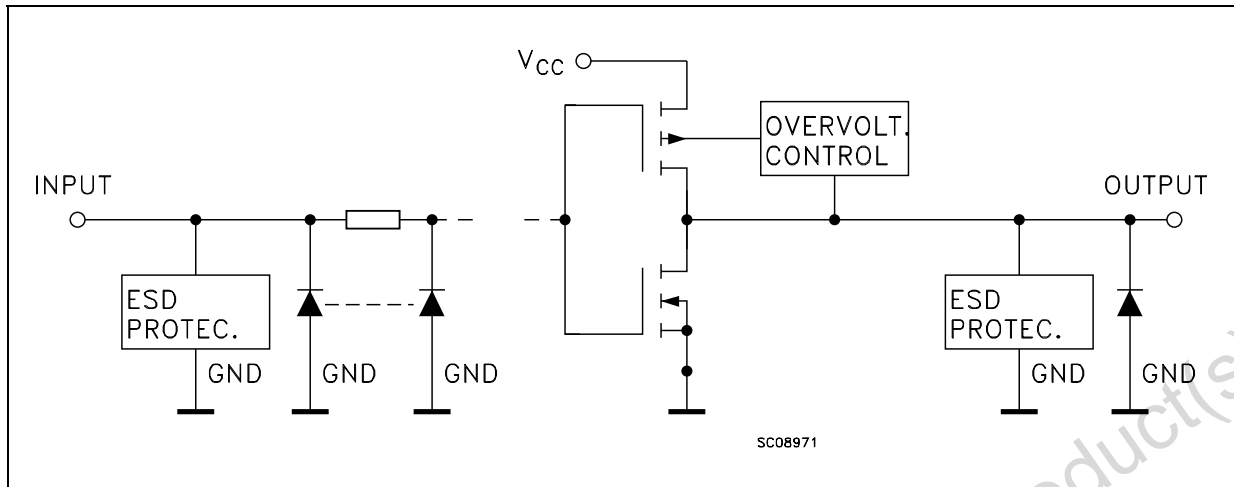 VCC
OVERVOLT.
CONTROL
INPUT
OUTPUT
ESD
PROTEC.
ESD
PROTEC.
GND
GND
GND
GND
GND
SC08971